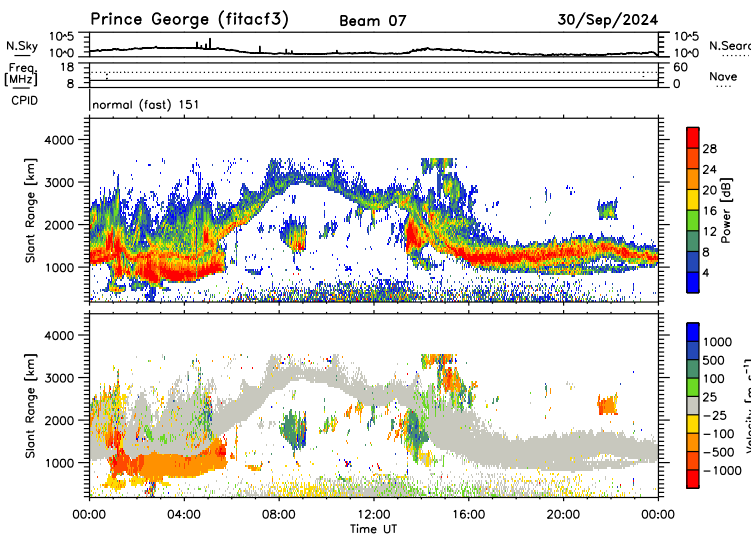 Prince George (fitacf3) Beam 07 30/Sep/2024
N.Sky 10^5 10^0 10^5 10^0 N.Sear
Freq [MHz] 18 8 60 0 Nave
CPID normal (fast) 151
Slant Range [km] 4000 3000 2000 1000
Power [dB] 28 24 20 16 12 8 4
Slant Range [km] 4000 3000 2000 1000
Velocity [m s^-1] 1000 500 100 25 -25 -100 -500 -1000
00:00 04:00 08:00 12:00 16:00 20:00 00:00
Time UT